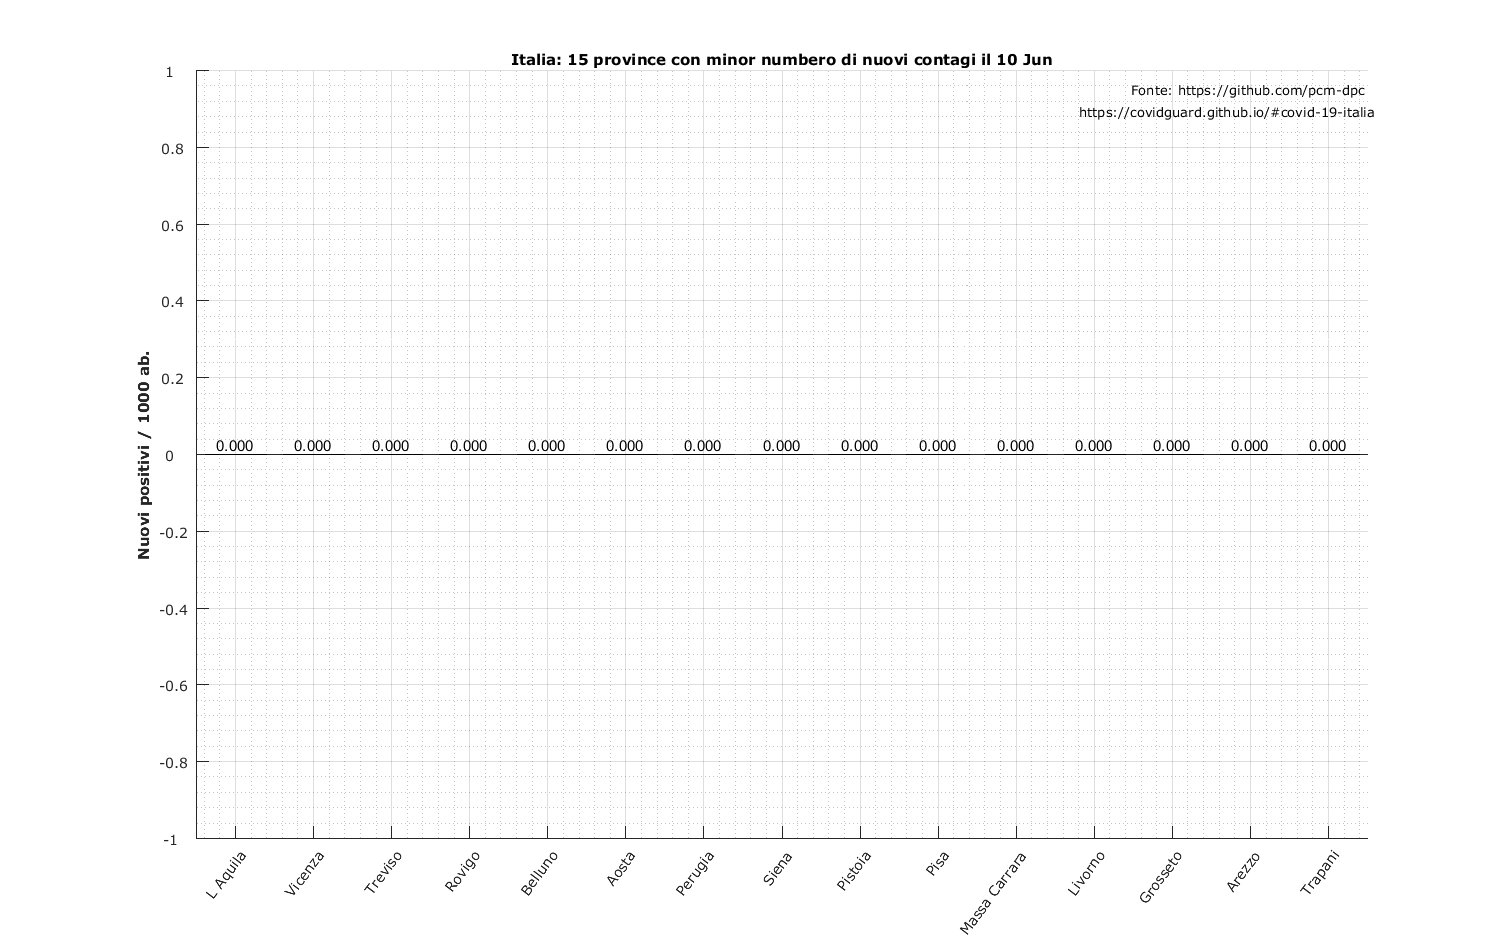 Italia: 15 province con minor numbero di nuovi contagi il 10 Jun
Fonte: https://github.com/pcm-dpc
https://covidguard.github.io/#covid-19-italia
Nuovi positivi / 1000 ab.
1
0.8
0.6
0.4
0.2
0
-0.2
-0.4
-0.6
-0.8
-1
0.000 0.000 0.000 0.000 0.000 0.000 0.000 0.000 0.000 0.000 0.000 0.000 0.000 0.000 0.000
L Aquila
Vicenza
Treviso
Rovigo
Belluno
Aosta
Perugia
Siena
Pistoia
Pisa
Massa Carrara
Livorno
Grosseto
Arezzo
Trapani